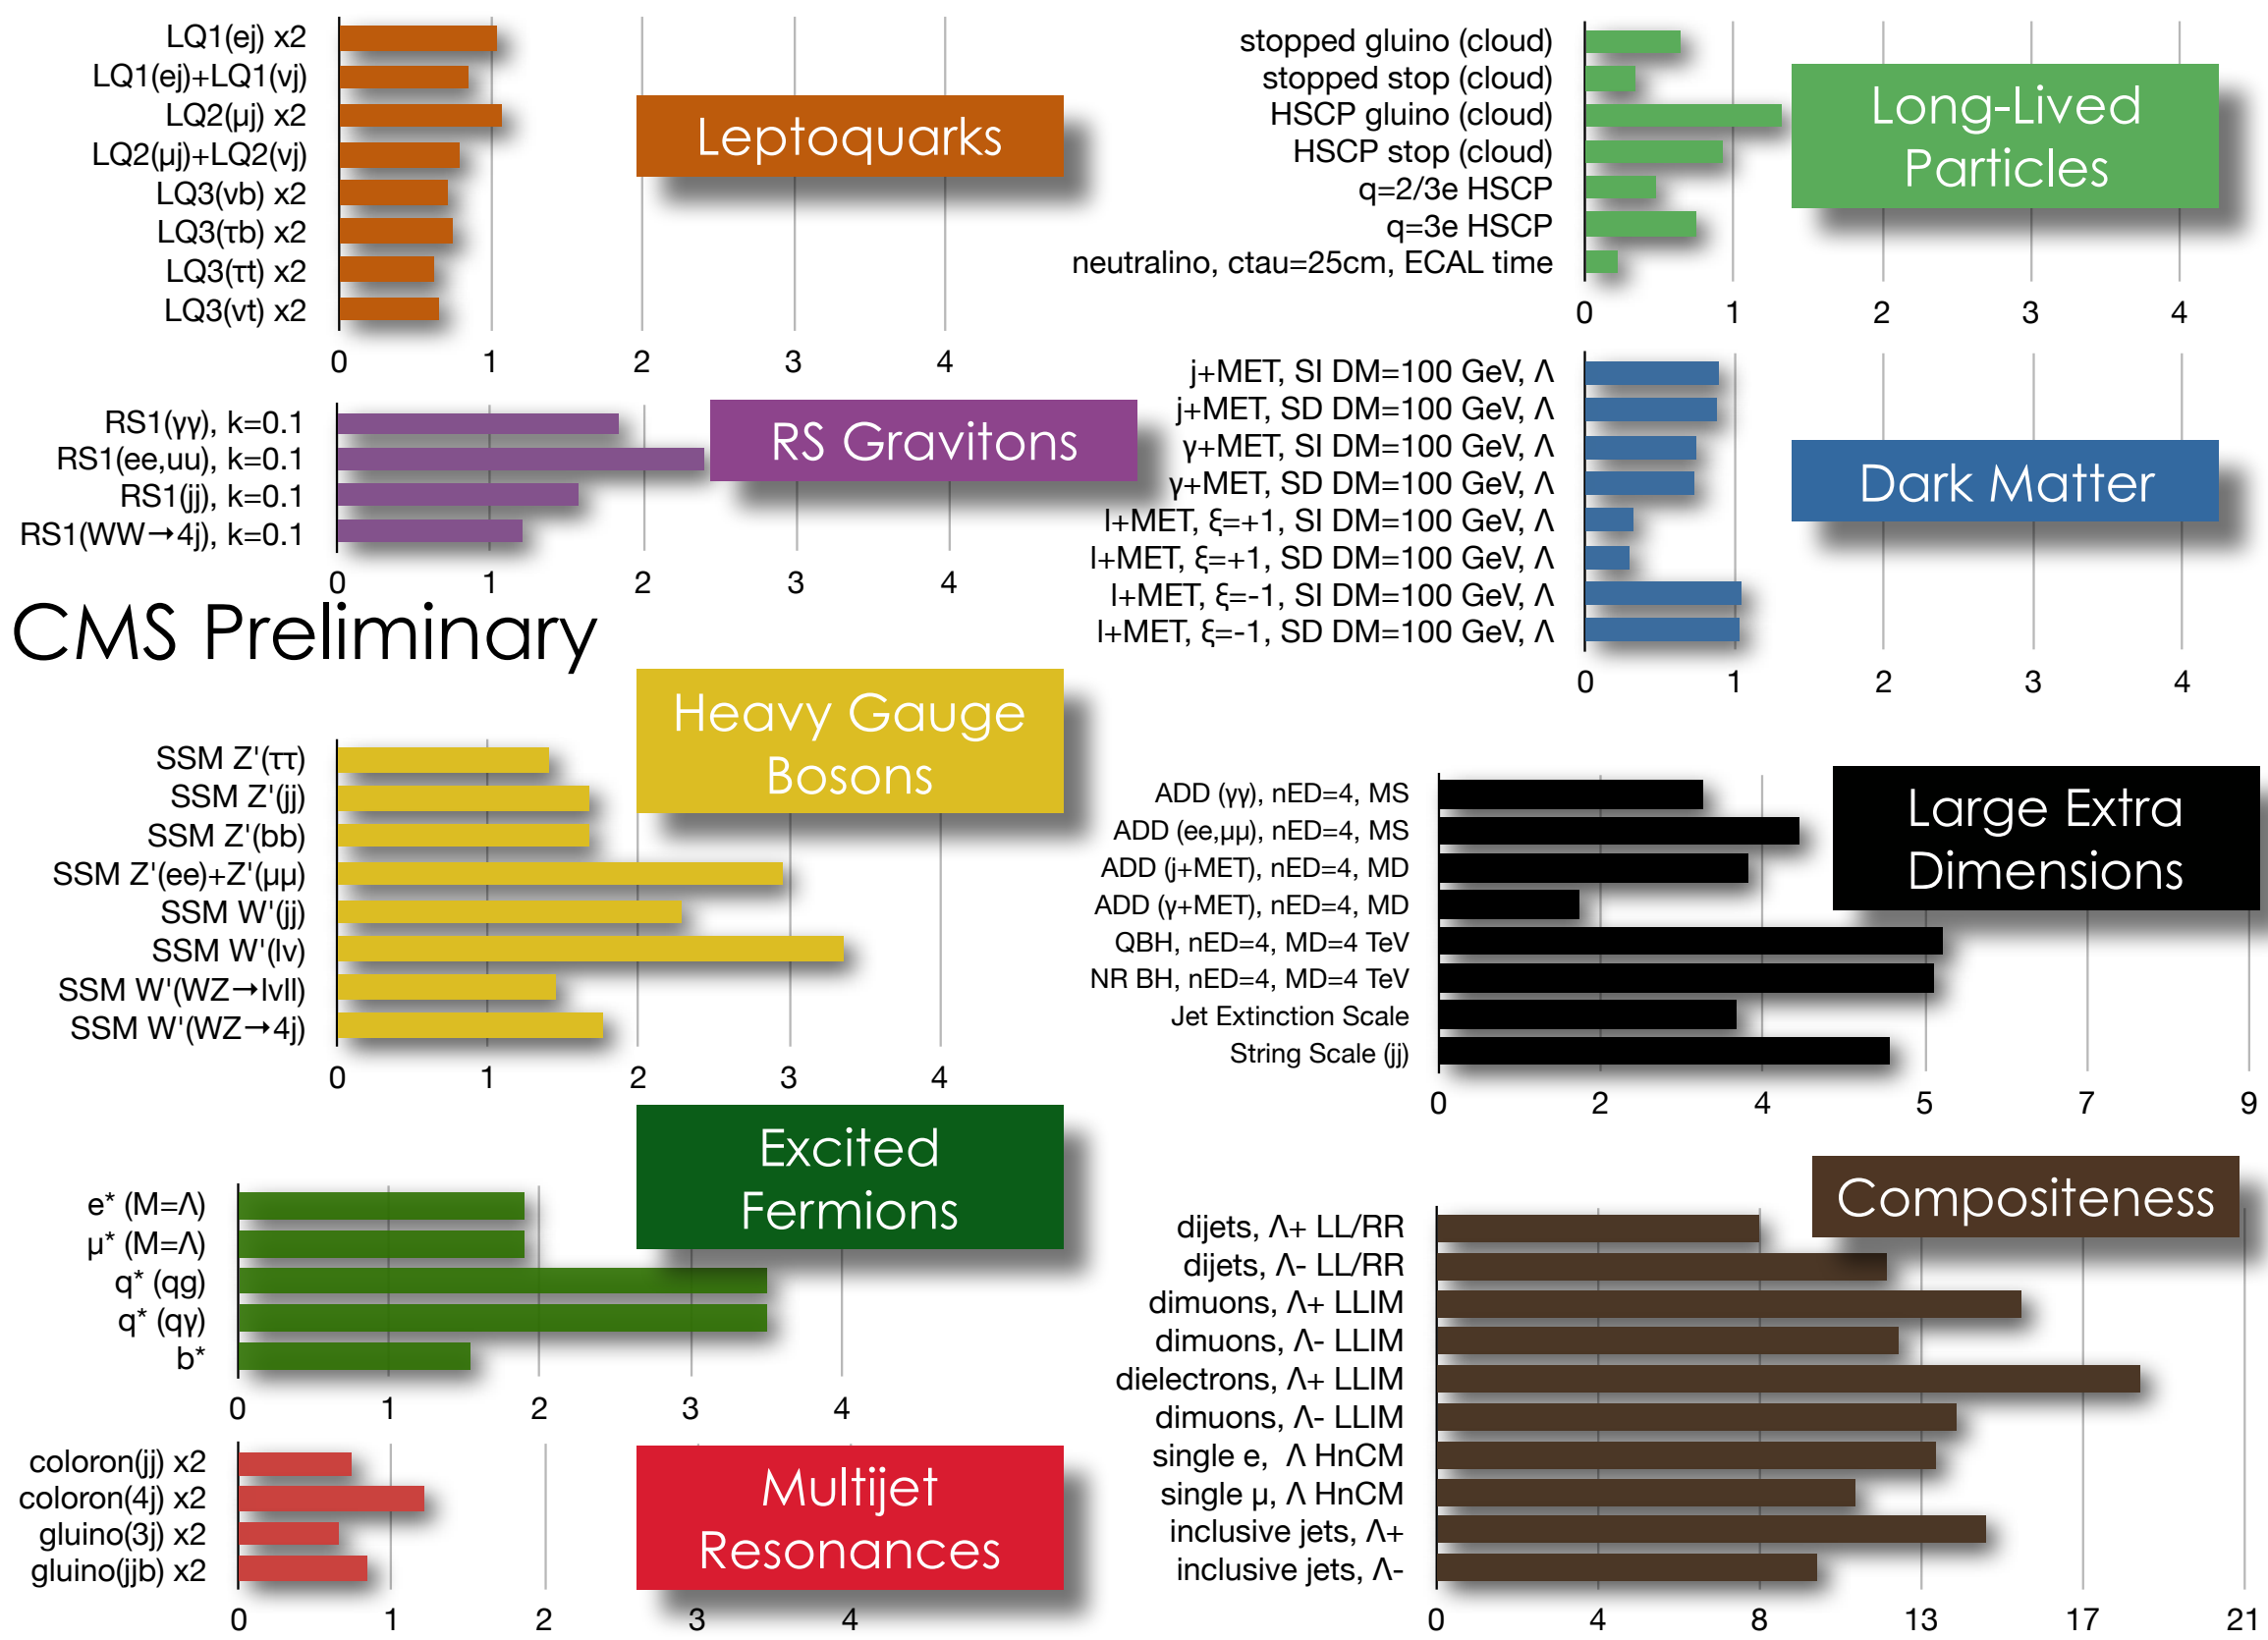 LQ1(ej) x2
LQ1(ej)+LQ1(νj)
LQ2(μj) x2
LQ2(μj)+LQ2(νj)
LQ3(νb) x2
LQ3(τb) x2
LQ3(τt) x2
LQ3(νt) x2
0 1 2 3 4
Leptoquarks
RS1(γγ), k=0.1
RS1(ee,uu), k=0.1
RS1(jj), k=0.1
RS1(WW→4j), k=0.1
0 1 2 3 4
RS Gravitons
CMS Preliminary
Heavy Gauge
Bosons
SSM Z'(ττ)
SSM Z'(jj)
SSM Z'(bb)
SSM Z'(ee)+Z'(μμ)
SSM W'(jj)
SSM W'(lν)
SSM W'(WZ→lνll)
SSM W'(WZ→4j)
0 1 2 3 4
Excited
Fermions
e* (M=Λ)
μ* (M=Λ)
q* (qg)
q* (qγ)
b*
0 1 2 3 4
Multijet
Resonances
coloron(jj) x2
coloron(4j) x2
gluino(3j) x2
gluino(jjb) x2
0 1 2 3 4
stopped gluino (cloud)
stopped stop (cloud)
HSCP gluino (cloud)
HSCP stop (cloud)
q=2/3e HSCP
q=3e HSCP
neutralino, ctau=25cm, ECAL time
0 1 2 3 4
Long-Lived
Particles
j+MET, SI DM=100 GeV, Λ
j+MET, SD DM=100 GeV, Λ
γ+MET, SI DM=100 GeV, Λ
γ+MET, SD DM=100 GeV, Λ
l+MET, ξ=+1, SI DM=100 GeV, Λ
l+MET, ξ=+1, SD DM=100 GeV, Λ
l+MET, ξ=-1, SI DM=100 GeV, Λ
l+MET, ξ=-1, SD DM=100 GeV, Λ
0 1 2 3 4
Dark Matter
ADD (γγ), nED=4, MS
ADD (ee,μμ), nED=4, MS
ADD (j+MET), nED=4, MD
ADD (γ+MET), nED=4, MD
QBH, nED=4, MD=4 TeV
NR BH, nED=4, MD=4 TeV
Jet Extinction Scale
String Scale (jj)
0 2 4 5 7 9
Large Extra
Dimensions
Compositeness
dijets, Λ+ LL/RR
dijets, Λ- LL/RR
dimuons, Λ+ LLIM
dimuons, Λ- LLIM
dielectrons, Λ+ LLIM
dimuons, Λ- LLIM
single e, Λ HnCM
single μ, Λ HnCM
inclusive jets, Λ+
inclusive jets, Λ-
0 4 8 13 17 21